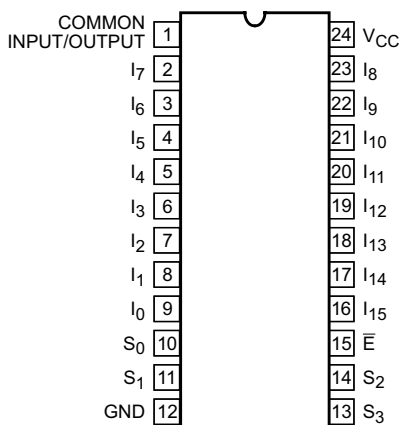 COMMON
INPUT/OUTPUT 1 24 VCC
I7 2 23 I8
I6 3 22 I9
I5 4 21 I10
I4 5 20 I11
I3 6 19 I12
I2 7 18 I13
I1 8 17 I14
I0 9 16 I15
S0 10 15 E̅
S1 11 14 S2
GND 12 13 S3